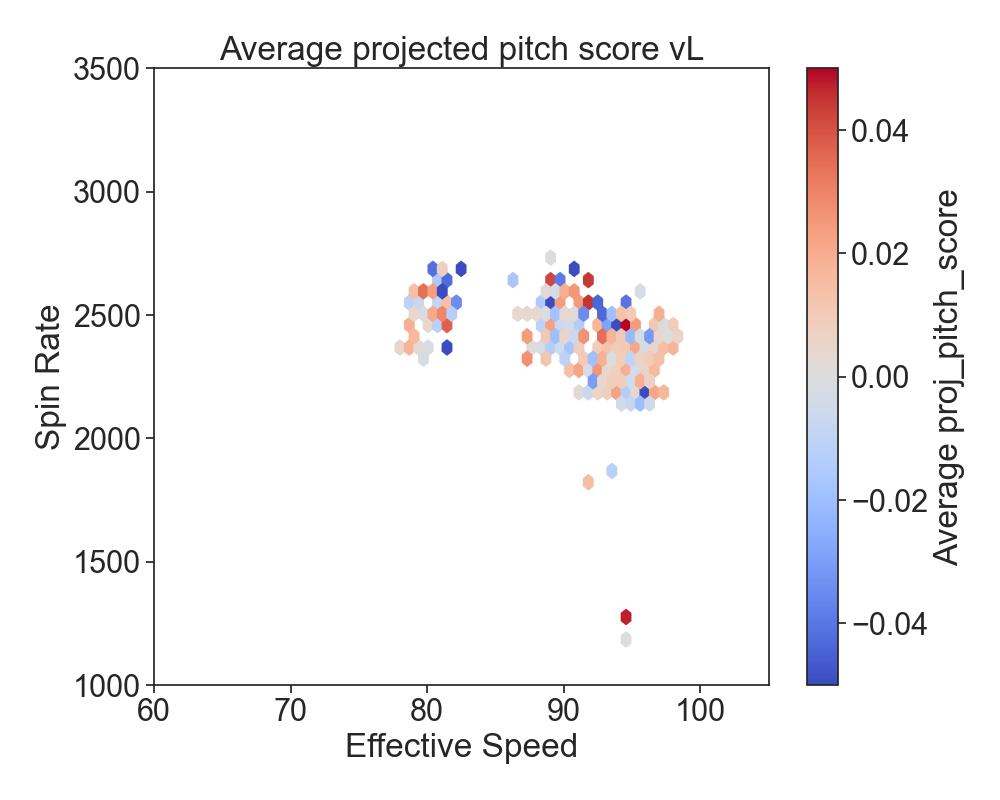 Average projected pitch score vL
3500
3000
2500
2000
1500
1000
Spin Rate
60 70 80 90 100
Effective Speed
0.04
0.02
0.00
−0.02
−0.04
Average proj_pitch_score